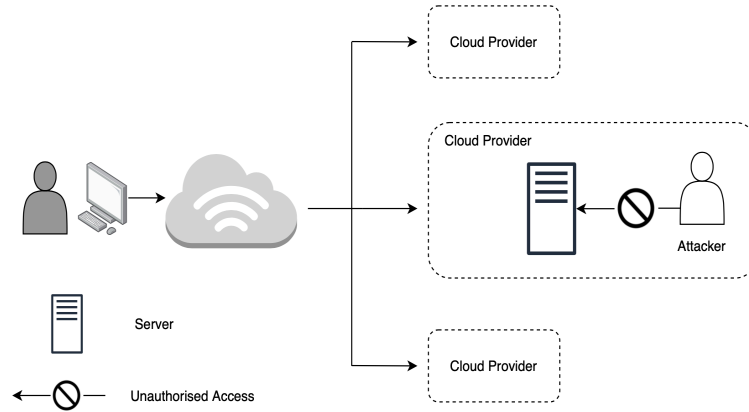 Cloud Provider
Cloud Provider
Attacker
Server
Cloud Provider
Unauthorised Access